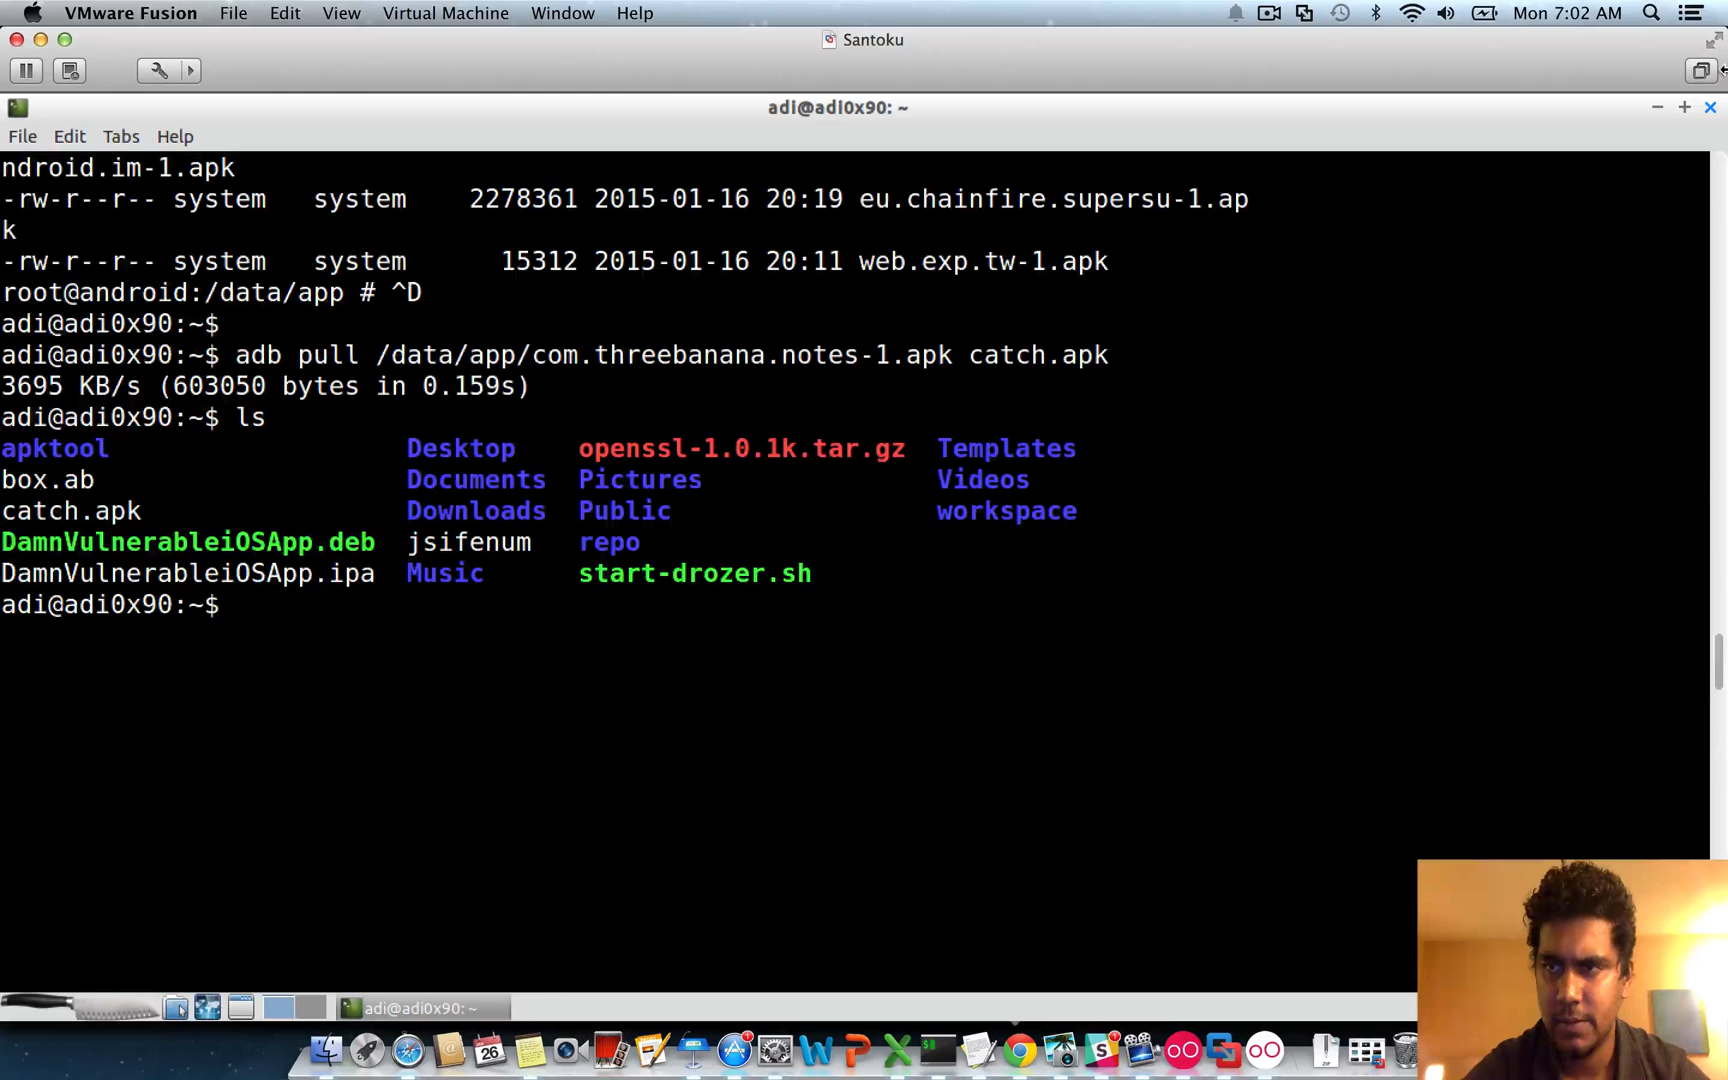 VMware Fusion File Edit View Virtual Machine Window Help Mon 7:02 AM
Santoku
adi@adi0x90: ~
File Edit Tabs Help
ndroid.im-1.apk
-rw-r--r-- system   system    2278361 2015-01-16 20:19 eu.chainfire.supersu-1.ap
k
-rw-r--r-- system   system      15312 2015-01-16 20:11 web.exp.tw-1.apk
root@android:/data/app # ^D
adi@adi0x90:~$
adi@adi0x90:~$ adb pull /data/app/com.threebanana.notes-1.apk catch.apk
3695 KB/s (603050 bytes in 0.159s)
adi@adi0x90:~$ ls
apktool                   Desktop    openssl-1.0.1k.tar.gz  Templates
box.ab                    Documents  Pictures               Videos
catch.apk                 Downloads  Public                 workspace
DamnVulnerableiOSApp.deb  jsifenum   repo
DamnVulnerableiOSApp.ipa  Music      start-drozer.sh
adi@adi0x90:~$
adi@adi0x90: ~
26
ZIP